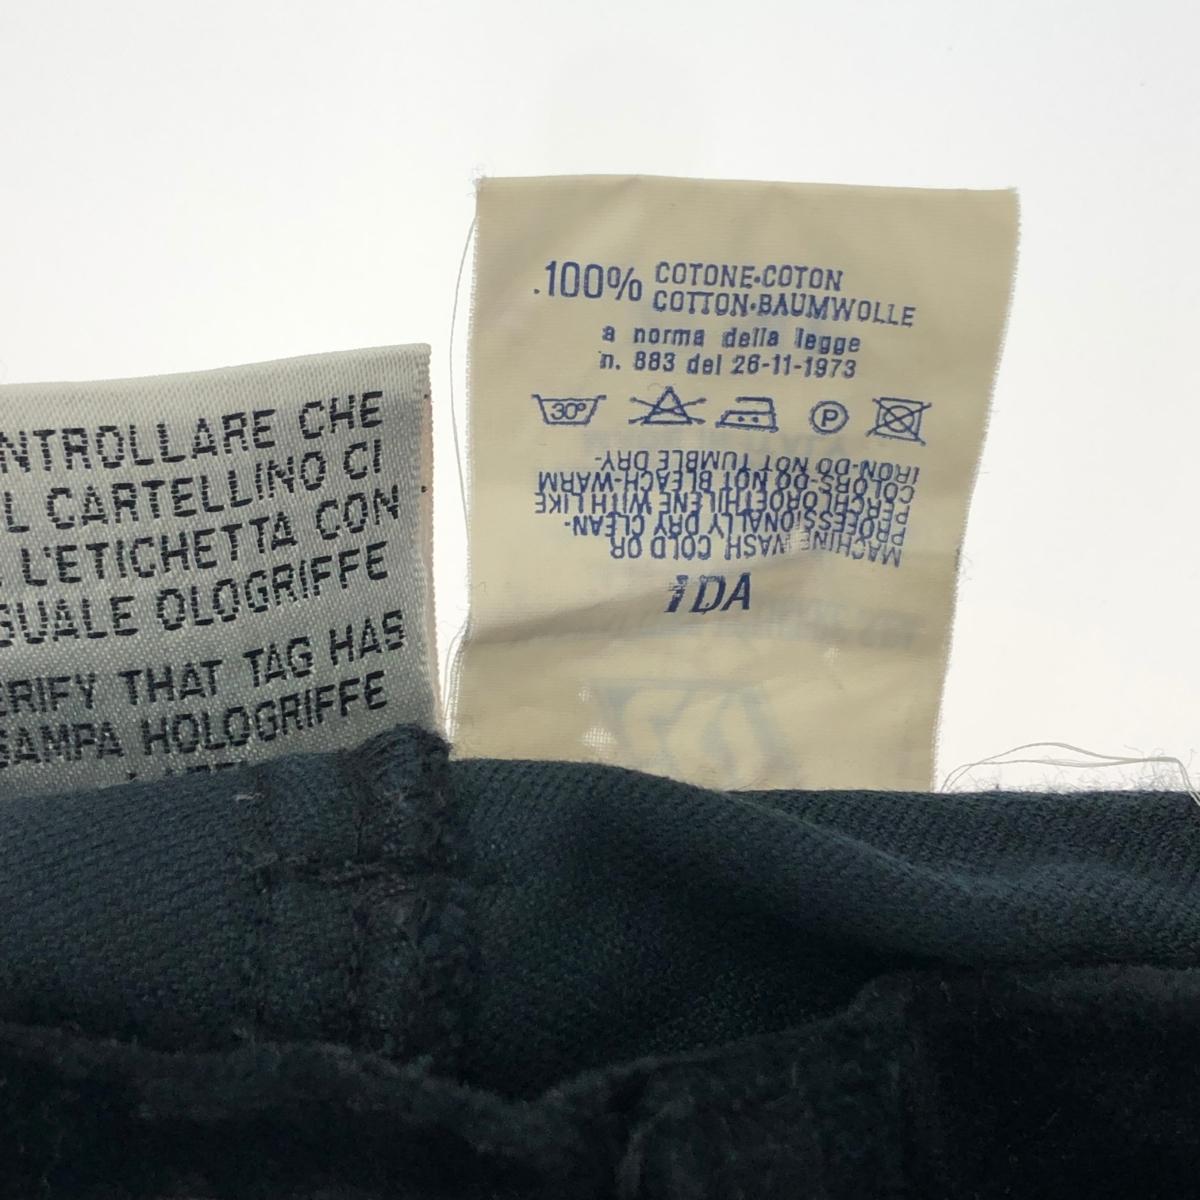 NTROLLARE CHE
L CARTELLINO CI
L'ETICHETTA CON
SUALE OLOGRIFFE
ERIFY THAT TAG HAS
SAMPA HOLOGRIFFE
.100% COTONE•COTON
COTTON•BAUMWOLLE
a norma della legge
n. 883 del 26-11-1973
30° P
MACHINE WASH COLD OR
PROFESSIONALLY DRY CLEAN-
PERCHLOROETHILENE WITH LIKE
COLORS-DO NOT BLEACH-WARM
IRON-DO NOT TUMBLE DRY-
1DA